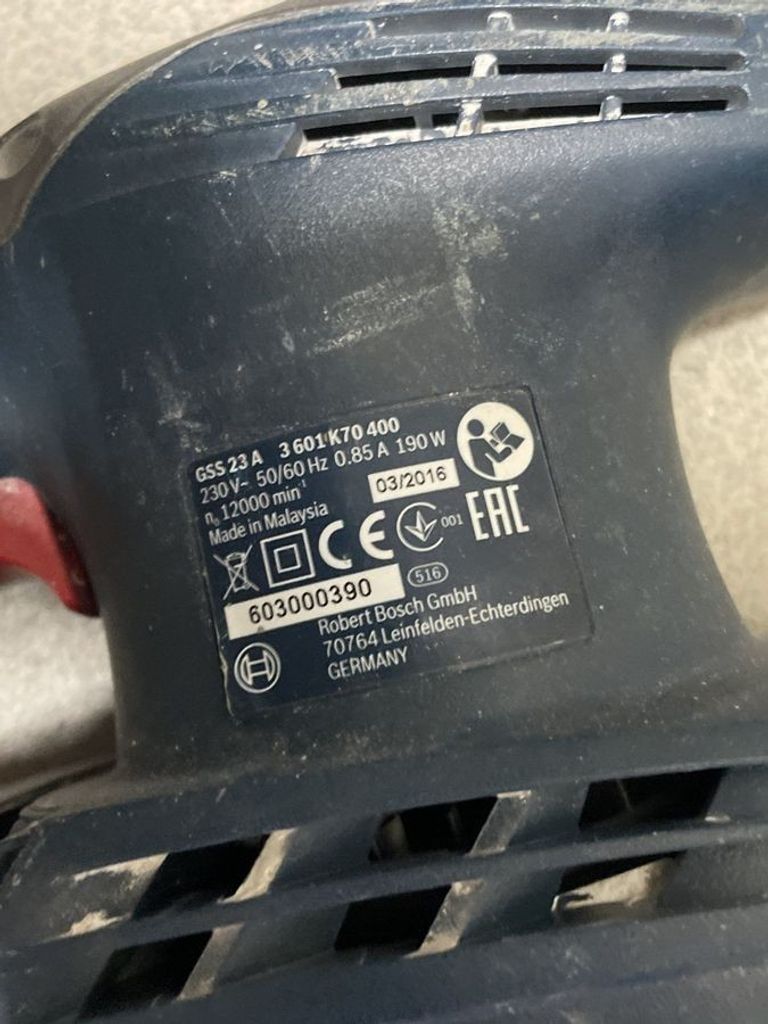 GSS 23 A 3 601 K70 400
230 V~ 50/60 Hz 0.85 A 190 W
n₀ 12000 min⁻¹ 03/2016
Made in Malaysia
CE 001 EAC
603000390 516
Robert Bosch GmbH
70764 Leinfelden-Echterdingen
GERMANY